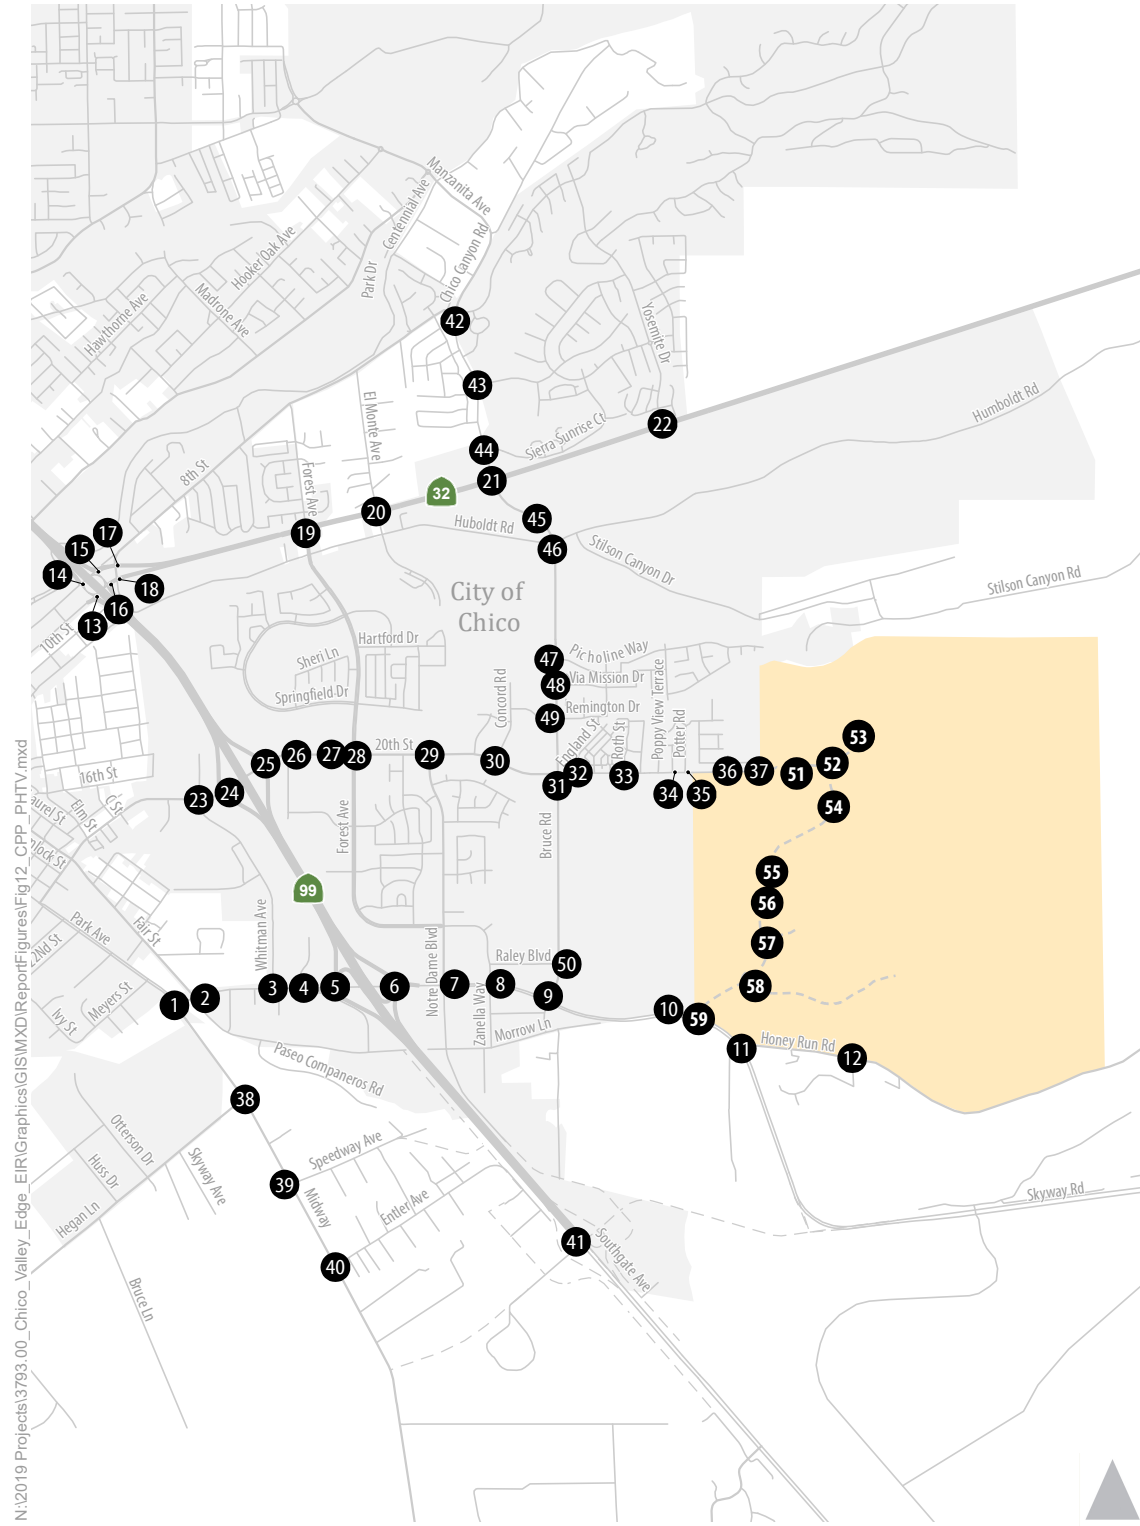 Manzanita Ave
Centennial Ave
Hooker Oak Ave
Chico Canyon Rd
Park Dr
Madrone Ave
Hawthorne Ave
42
Yosemite Dr
43
El Monte Ave
Humboldt Rd
22
Sierra Sunrise Ct
44
8th St
Forest Ave
21
32
20
45
Huboldt Rd
17
19
15
46
Stilson Canyon Dr
14
18
Stilson Canyon Rd
16
City of
Chico
13
10th St
Hartford Dr
Sheri Ln
47
Picholine Way
Via Mission Dr
48
Springfield Dr
Concord Rd
Remington Dr
49
Poppy View Terrace
Potter Rd
England St
Roth St
53
20th St
25
26
27
28
29
30
52
16th St
31
32
33
36
37
51
34
35
23
24
54
C St
Elm St
aurel St
Forest Ave
Bruce Rd
nlock St
55
99
56
Park Ave
Fair St
Whitman Ave
57
22Nd St
Notre Dame Blvd
Raley Blvd
50
Meyers St
Ivy St
1
2
3
4
5
6
7
8
9
58
Zanella Way
Morrow Ln
10
59
11
Honey Run Rd
12
Paseo Companeros Rd
38
Otterson Dr
Huss Dr
Skyway Ave
Speedway Ave
39
Midway
Entler Ave
Hegan Ln
Skyway Rd
41
Southgate Ave
40
Bruce Ln
N:\2019 Projects\3793.00_Chico_Valley_Edge_EIR\Graphics\GIS\MXD\ReportFigures\Fig12_CPP_PHTV.mxd